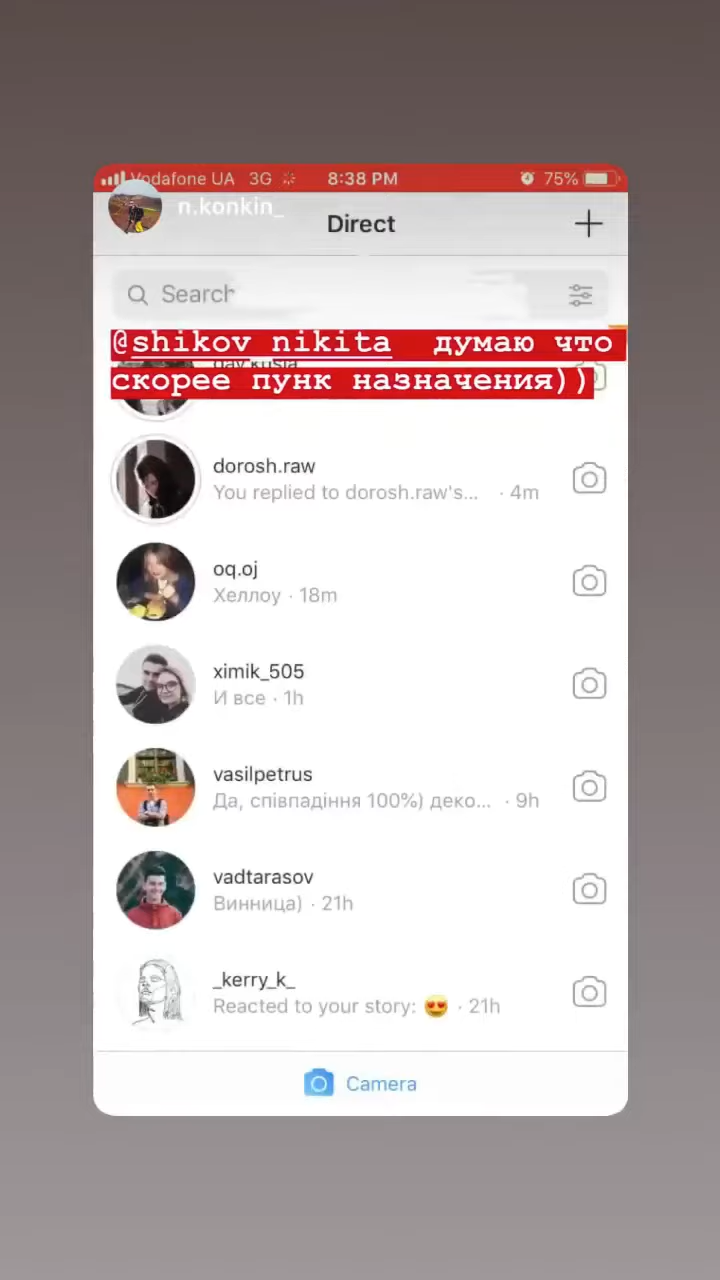 Vodafone UA 3G 8:38 PM 75%
n.konkin_
Direct
Search
@shikov nikita думаю что
скорее пунк назначения))
dorosh.raw
You replied to dorosh.raw's... · 4m
oq.oj
Хеллоу · 18m
ximik_505
И все · 1h
vasilpetrus
Да, співпадіння 100%) деко... · 9h
vadtarasov
Винница) · 21h
_kerry_k_
Reacted to your story: 😍 · 21h
Camera